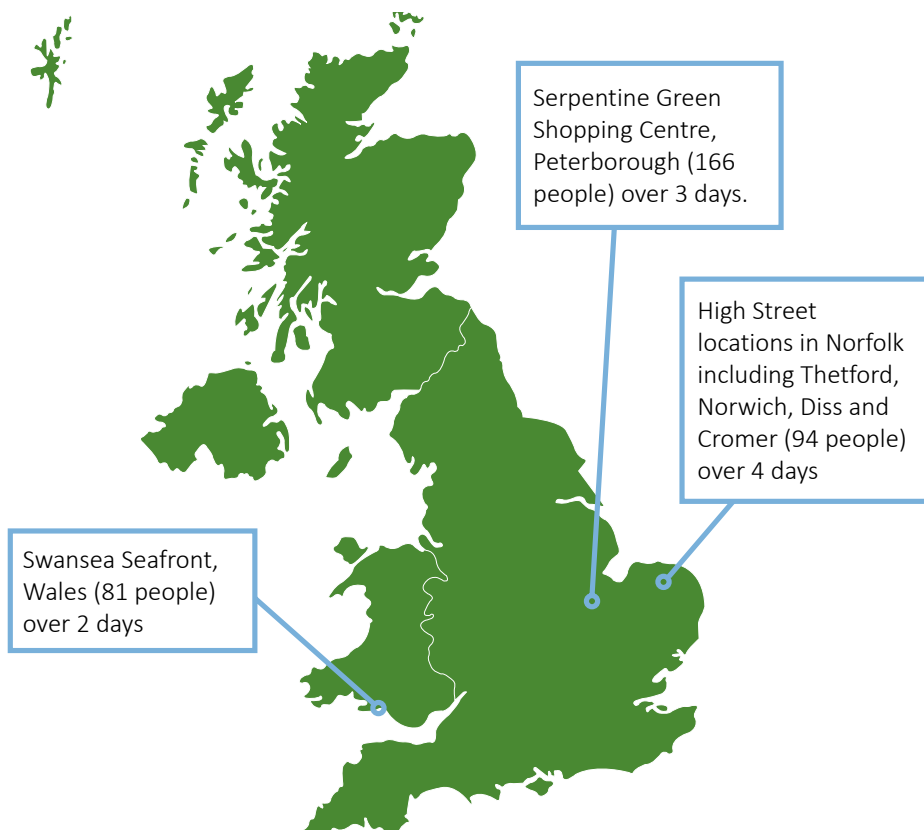 Serpentine Green
Shopping Centre,
Peterborough (166
people) over 3 days.
High Street
locations in Norfolk
including Thetford,
Norwich, Diss and
Cromer (94 people)
over 4 days
Swansea Seafront,
Wales (81 people)
over 2 days